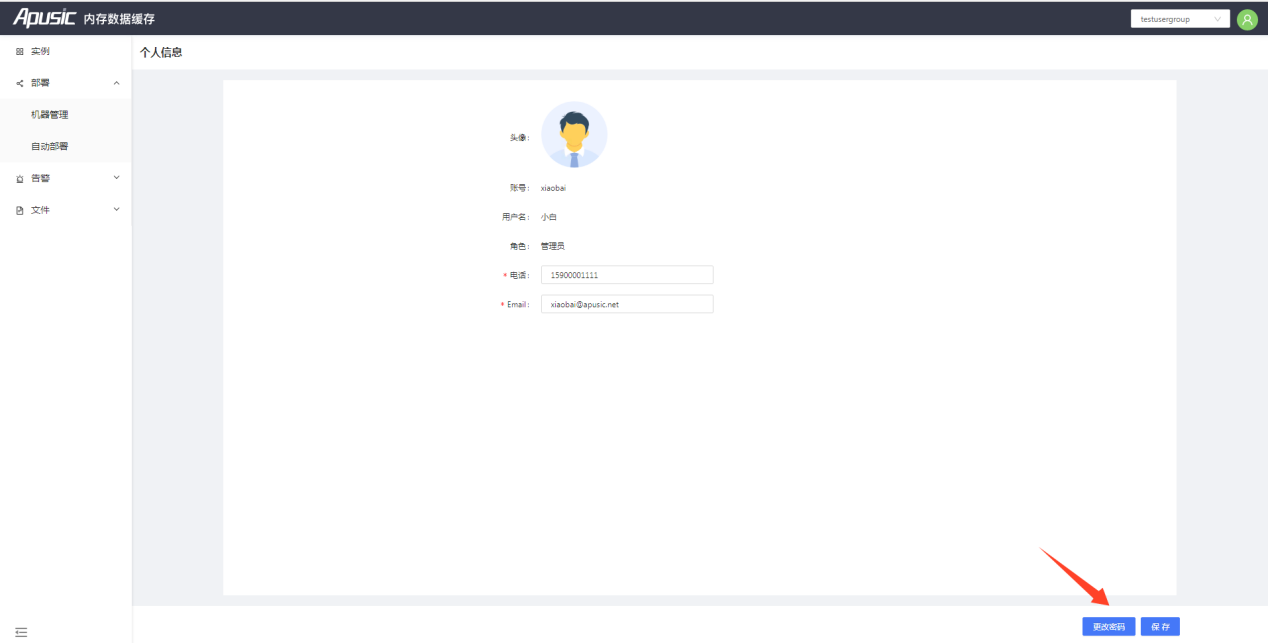 Apusic 内存数据缓存
testusergroup
实例
部署
机器管理
自动部署
告警
文件
个人信息
头像：
账号： xiaobai
用户名： 小白
角色： 管理员
* 电话： 15900001111
* Email： xiaobai@apusic.net
更改密码
保 存